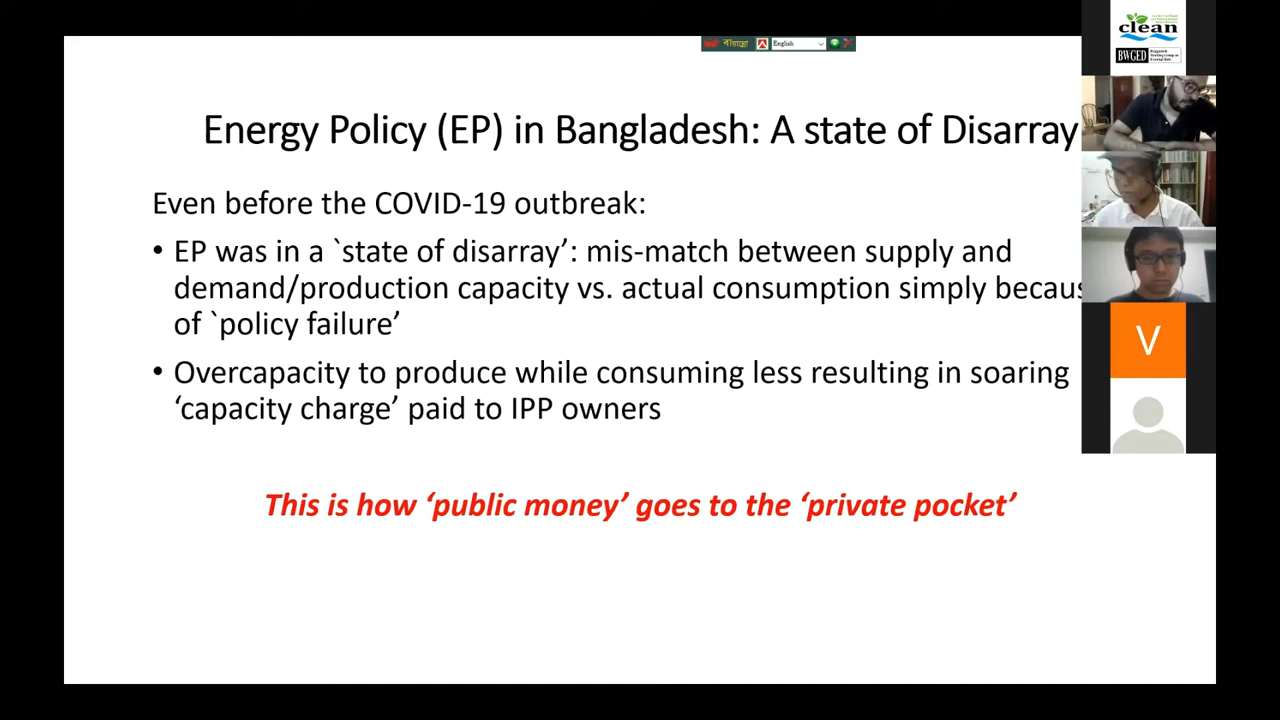 বাংলা
English
clean
BWGED
Energy Policy (EP) in Bangladesh: A state of Disarray
Even before the COVID-19 outbreak:
• EP was in a `state of disarray’: mis-match between supply and
demand/production capacity vs. actual consumption simply becau
of `policy failure’
• Overcapacity to produce while consuming less resulting in soaring
‘capacity charge’ paid to IPP owners
This is how ‘public money’ goes to the ‘private pocket’
V